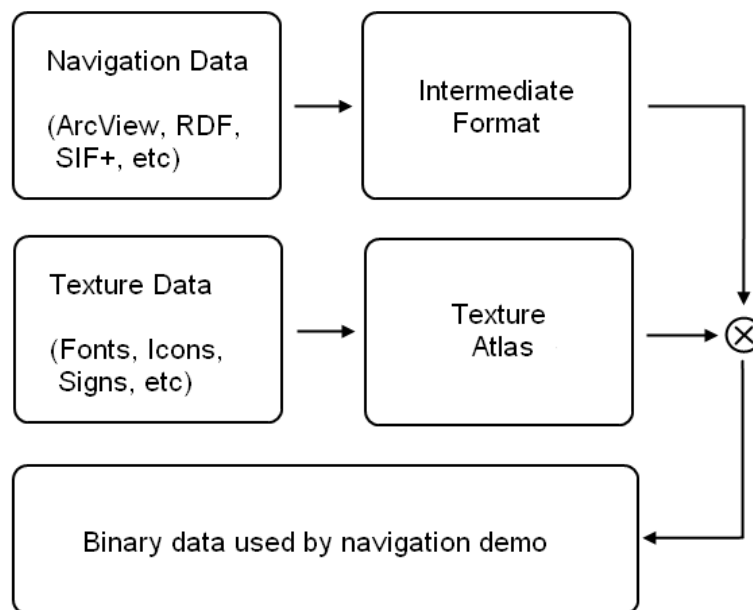 Navigation Data
(ArcView, RDF,
SIF+, etc)
Intermediate
Format
Texture Data
(Fonts, Icons,
Signs, etc)
Texture
Atlas
Binary data used by navigation demo